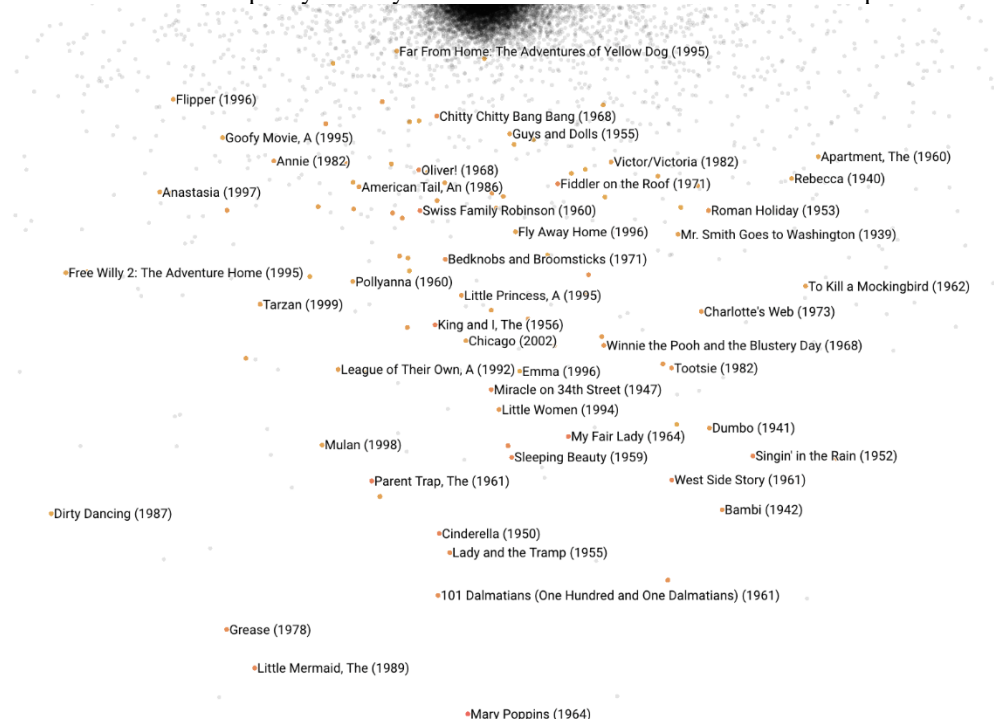 Far From Home: The Adventures of Yellow Dog (1995)
Flipper (1996)
Chitty Chitty Bang Bang (1968)
Guys and Dolls (1955)
Goofy Movie, A (1995)
Annie (1982)
Victor/Victoria (1982)
Apartment, The (1960)
Oliver! (1968)
Rebecca (1940)
American Tail, An (1986)
Fiddler on the Roof (1971)
Anastasia (1997)
Swiss Family Robinson (1960)
Roman Holiday (1953)
Fly Away Home (1996)
Mr. Smith Goes to Washington (1939)
Bedknobs and Broomsticks (1971)
Free Willy 2: The Adventure Home (1995)
Pollyanna (1960)
To Kill a Mockingbird (1962)
Little Princess, A (1995)
Tarzan (1999)
Charlotte's Web (1973)
King and I, The (1956)
Chicago (2002)
Winnie the Pooh and the Blustery Day (1968)
League of Their Own, A (1992)
Emma (1996)
Tootsie (1982)
Miracle on 34th Street (1947)
Little Women (1994)
Dumbo (1941)
My Fair Lady (1964)
Mulan (1998)
Sleeping Beauty (1959)
Singin' in the Rain (1952)
Parent Trap, The (1961)
West Side Story (1961)
Bambi (1942)
Dirty Dancing (1987)
Cinderella (1950)
Lady and the Tramp (1955)
101 Dalmatians (One Hundred and One Dalmatians) (1961)
Grease (1978)
Little Mermaid, The (1989)
Mary Poppins (1964)